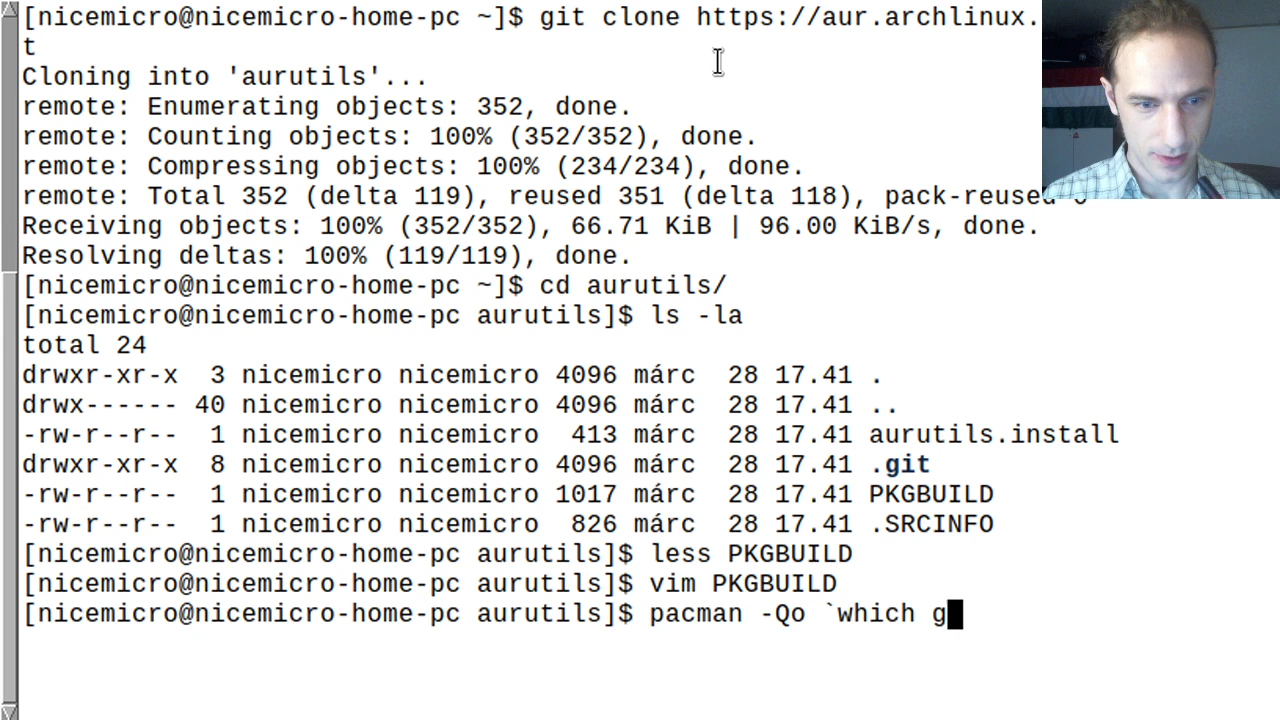 [nicemicro@nicemicro-home-pc ~]$ git clone https://aur.archlinux.
t
Cloning into 'aurutils'...
remote: Enumerating objects: 352, done.
remote: Counting objects: 100% (352/352), done.
remote: Compressing objects: 100% (234/234), done.
remote: Total 352 (delta 119), reused 351 (delta 118), pack-reused
Receiving objects: 100% (352/352), 66.71 KiB | 96.00 KiB/s, done.
Resolving deltas: 100% (119/119), done.
[nicemicro@nicemicro-home-pc ~]$ cd aurutils/
[nicemicro@nicemicro-home-pc aurutils]$ ls -la
total 24
drwxr-xr-x  3 nicemicro nicemicro 4096 márc  28 17.41 .
drwx------ 40 nicemicro nicemicro 4096 márc  28 17.41 ..
-rw-r--r--  1 nicemicro nicemicro  413 márc  28 17.41 aurutils.install
drwxr-xr-x  8 nicemicro nicemicro 4096 márc  28 17.41 .git
-rw-r--r--  1 nicemicro nicemicro 1017 márc  28 17.41 PKGBUILD
-rw-r--r--  1 nicemicro nicemicro  826 márc  28 17.41 .SRCINFO
[nicemicro@nicemicro-home-pc aurutils]$ less PKGBUILD
[nicemicro@nicemicro-home-pc aurutils]$ vim PKGBUILD
[nicemicro@nicemicro-home-pc aurutils]$ pacman -Qo `which g